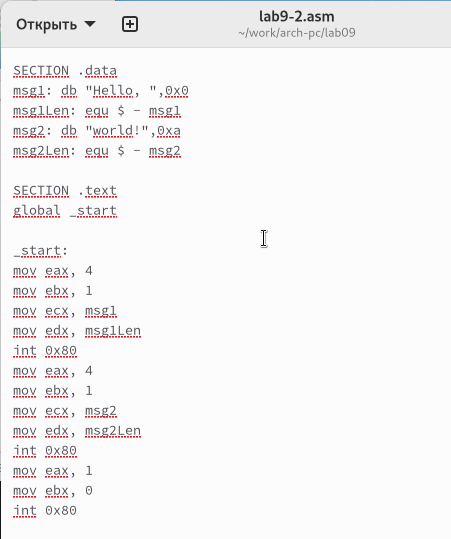 Открыть
lab9-2.asm
~/work/arch-pc/lab09
SECTION .data
msg1: db "Hello, ",0x0
msg1Len: equ $ - msg1
msg2: db "world!",0xa
msg2Len: equ $ - msg2
SECTION .text
global _start
_start:
mov eax, 4
mov ebx, 1
mov ecx, msg1
mov edx, msg1Len
int 0x80
mov eax, 4
mov ebx, 1
mov ecx, msg2
mov edx, msg2Len
int 0x80
mov eax, 1
mov ebx, 0
int 0x80